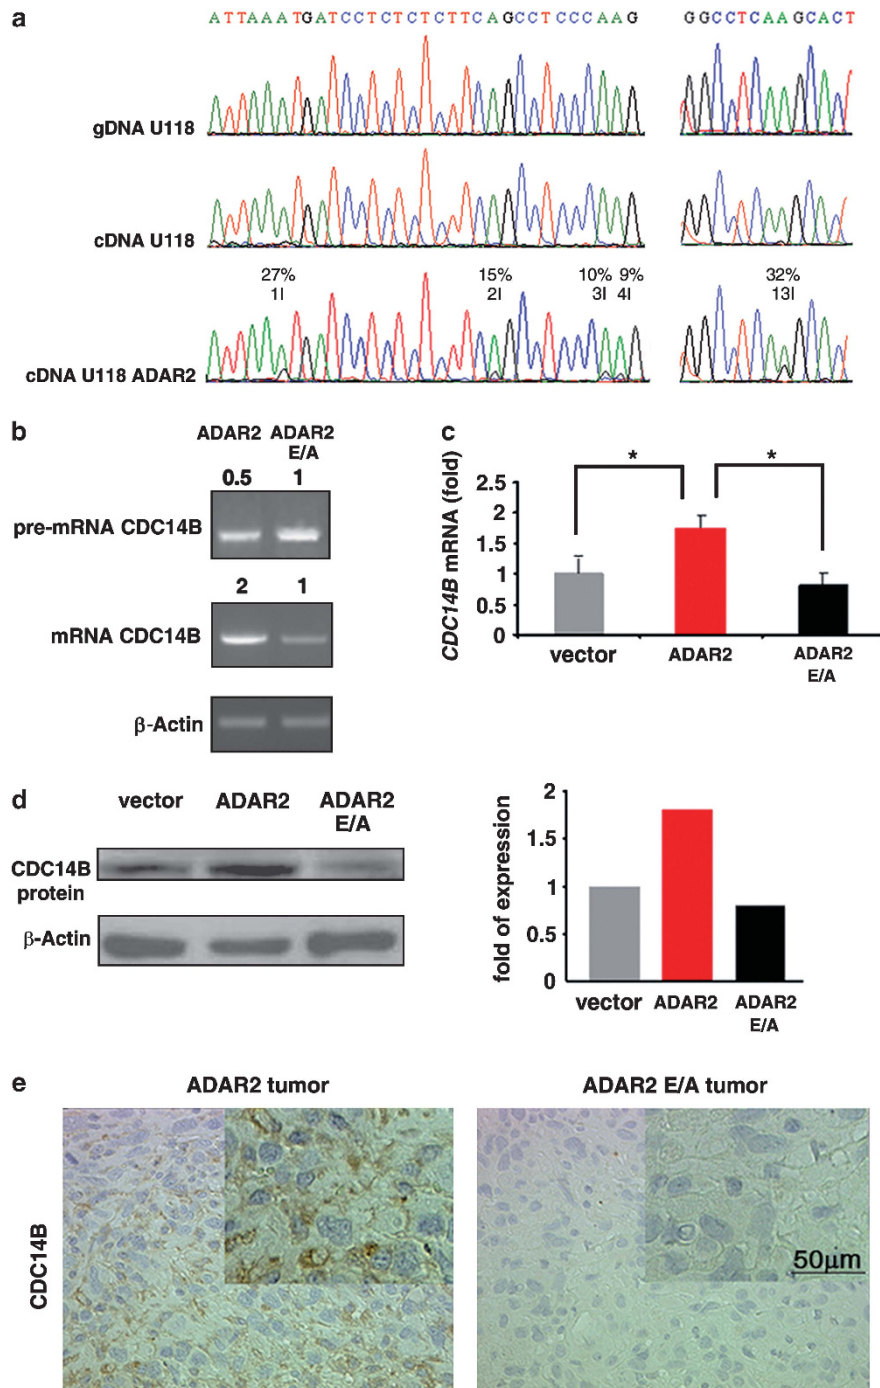 a
ATTAAATGATCCTCTCTCTTCAGCCTCCCAAG GGCCTCAAGCACT
gDNA U118
cDNA U118
27% 15% 10% 9% 32%
1I 2I 3I 4I 13I
cDNA U118 ADAR2
b
ADAR2 ADAR2 E/A
0.5 1
pre-mRNA CDC14B
2 1
mRNA CDC14B
β-Actin
c
CDC14B mRNA (fold)
2.5
2
1.5
1
0.5
0
* *
vector ADAR2 ADAR2 E/A
d
vector ADAR2 ADAR2 E/A
CDC14B protein
β-Actin
fold of expression
2
1.5
1
0.5
0
vector ADAR2 ADAR2 E/A
e
ADAR2 tumor ADAR2 E/A tumor
CDC14B
50μm